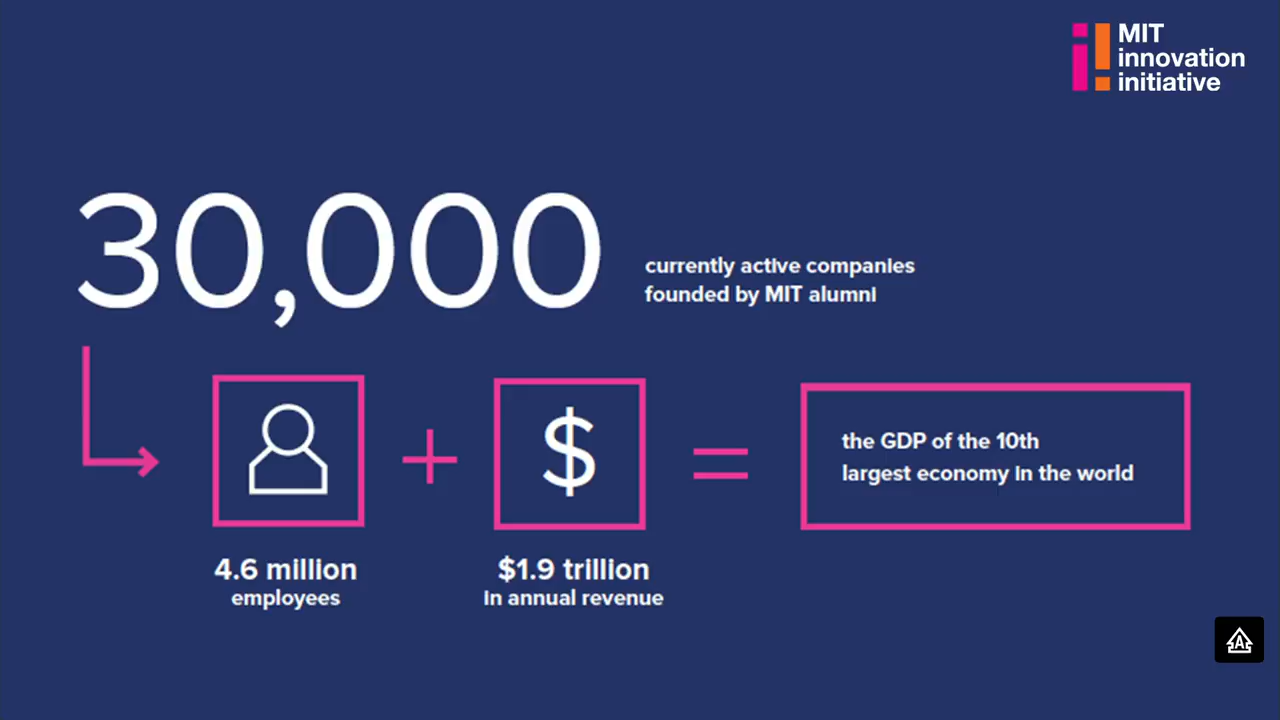 MIT
innovation
initiative
30,000
currently active companies
founded by MIT alumni
$
the GDP of the 10th
largest economy in the world
4.6 million
employees
$1.9 trillion
in annual revenue
A